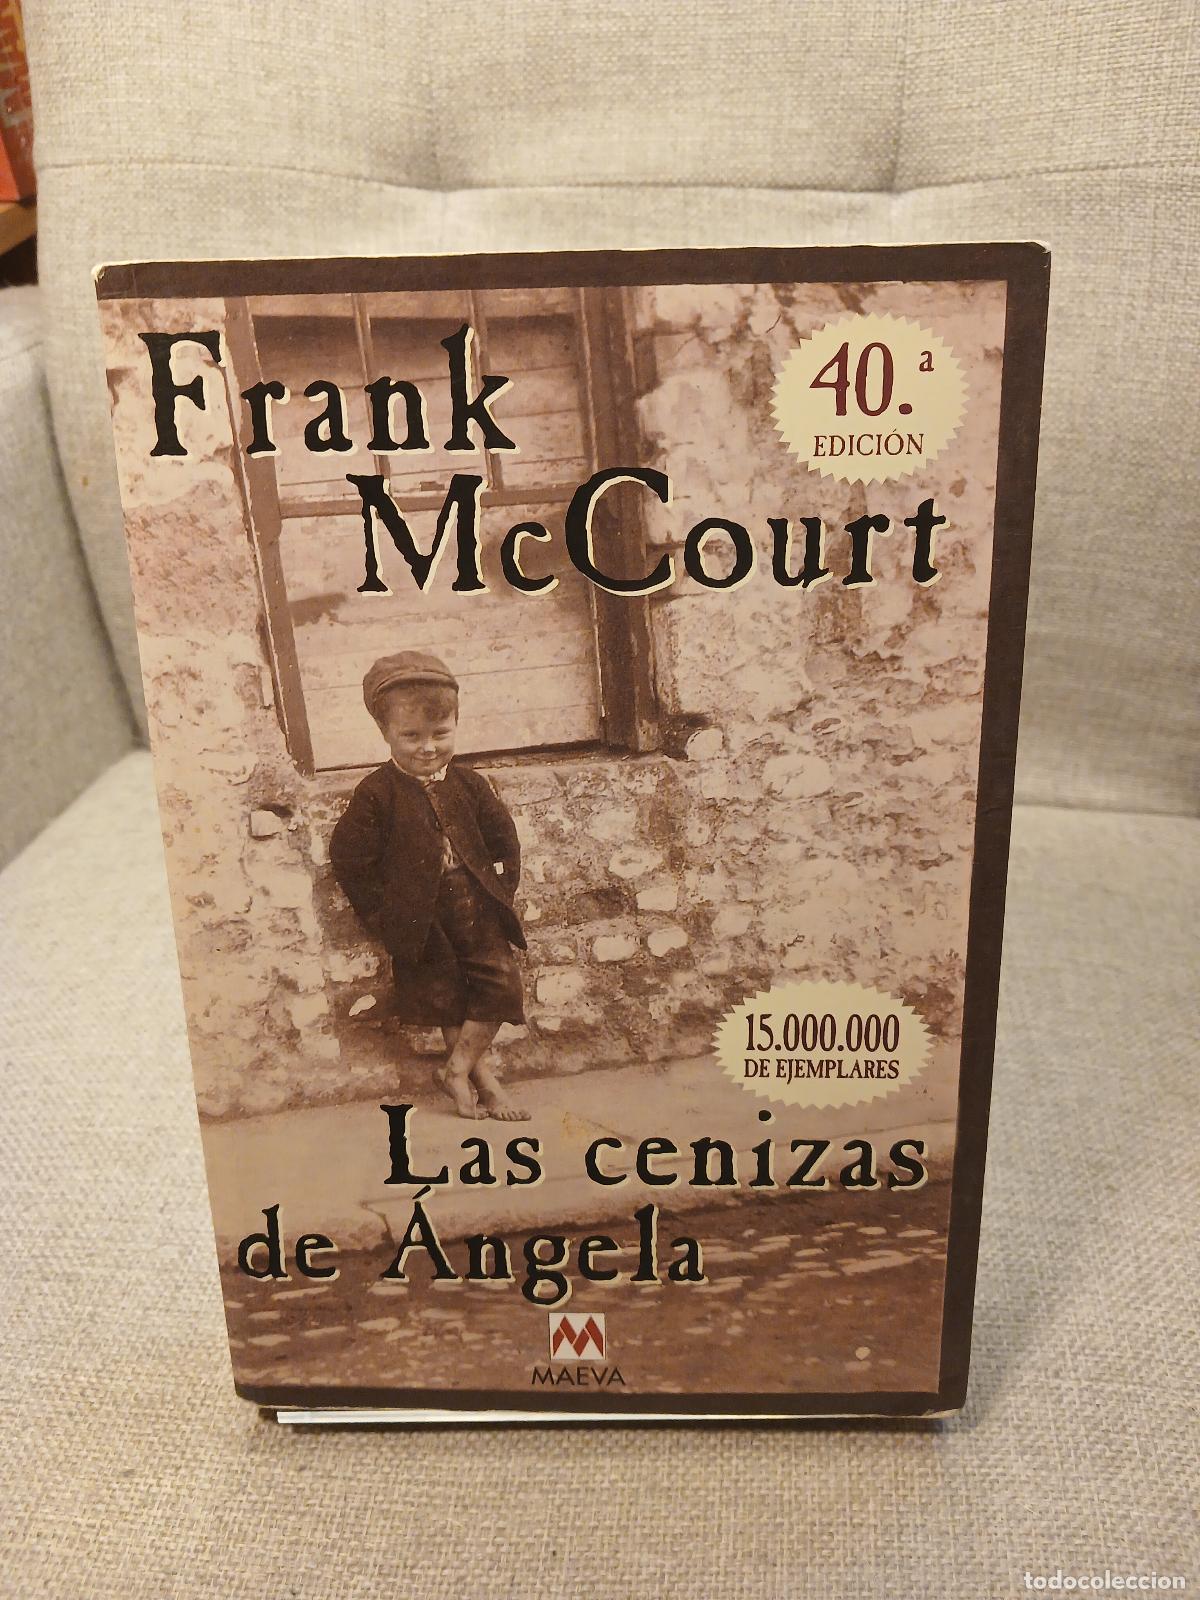 Frank
McCourt
40.ª
EDICIÓN
15.000.000
DE EJEMPLARES
Las cenizas
de Ángela
MAEVA
todocoleccion